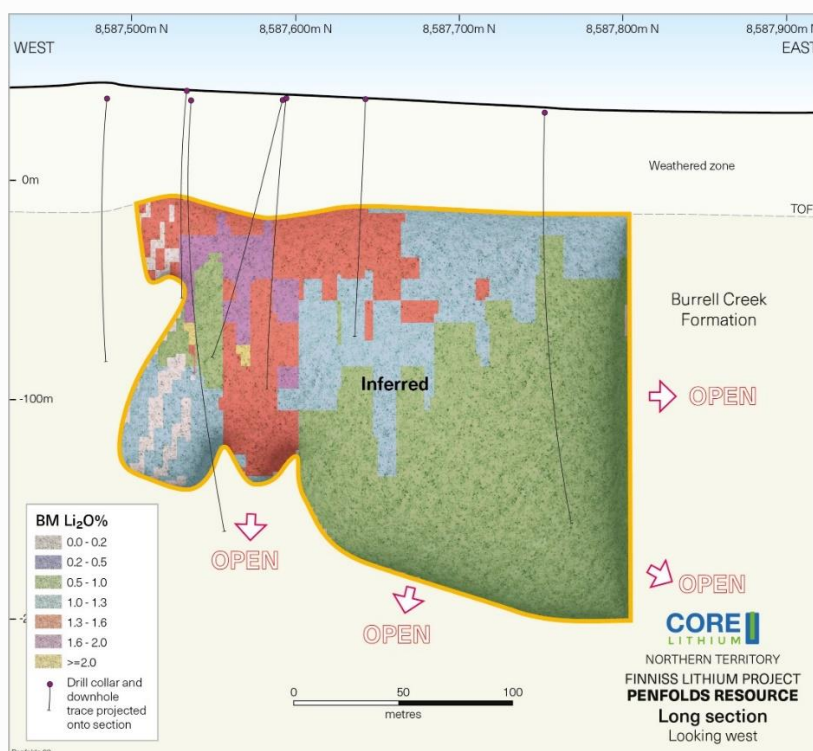 8,587,500m N
8,587,600m N
8,587,700m N
8,587,800m N
8,587,900m N
WEST
EAST
0m
Weathered zone
TOF
Burrell Creek
Formation
Inferred
-100m
OPEN
OPEN
OPEN
OPEN
BM Li₂O%
0.0 - 0.2
0.2 - 0.5
0.5 - 1.0
1.0 - 1.3
1.3 - 1.6
1.6 - 2.0
>=2.0
Drill collar and
downhole
trace projected
onto section
0 50 100
metres
CORE
LITHIUM
NORTHERN TERRITORY
FINNISS LITHIUM PROJECT
PENFOLDS RESOURCE
Long section
Looking west